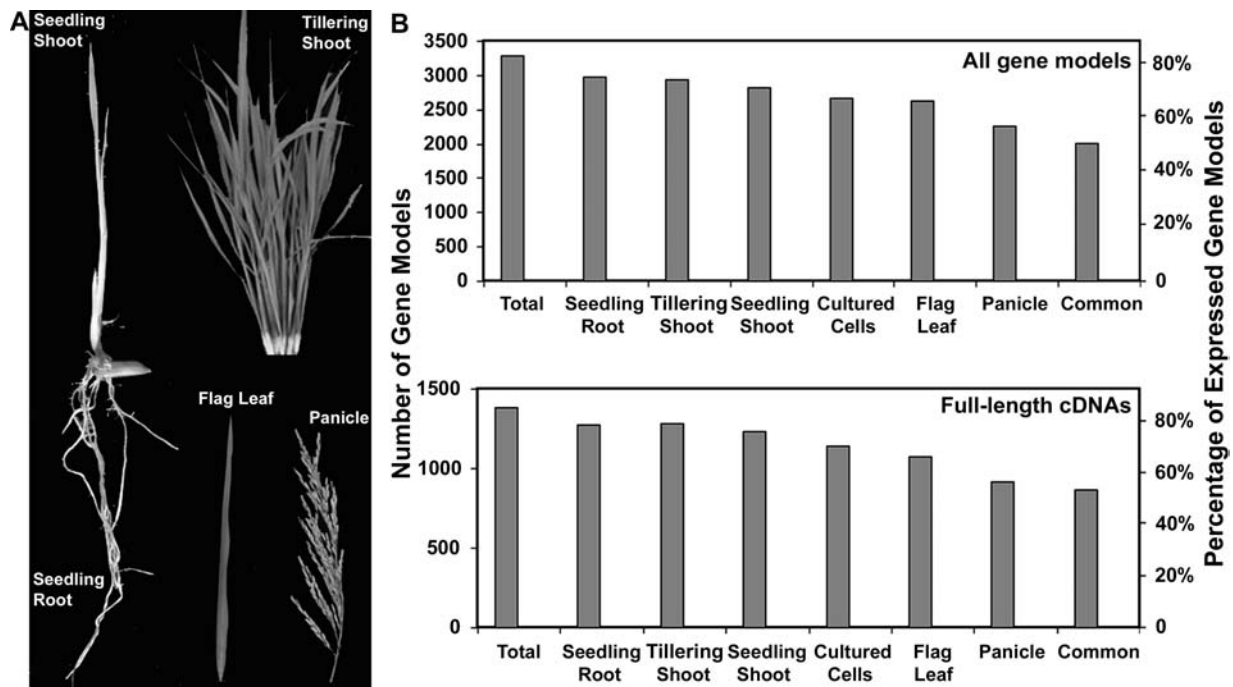 A
Seedling
Shoot
Tillering
Shoot
Flag Leaf
Panicle
Seedling
Root
B
Number of Gene Models
Percentage of Expressed Gene Models
All gene models
3500
3000
2500
2000
1500
1000
500
0
80%
60%
40%
20%
0
Total
Seedling
Root
Tillering
Shoot
Seedling
Shoot
Cultured
Cells
Flag
Leaf
Panicle
Common
Full-length cDNAs
1500
1000
500
0
80%
60%
40%
20%
0
Total
Seedling
Root
Tillering
Shoot
Seedling
Shoot
Cultured
Cells
Flag
Leaf
Panicle
Common